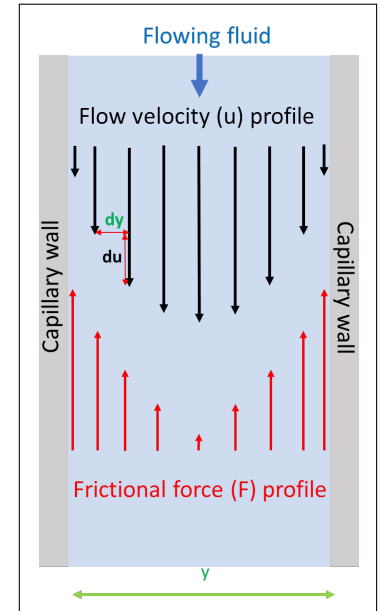 Flowing fluid
Flow velocity (u) profile
dy
du
Capillary wall
Capillary wall
Frictional force (F) profile
y